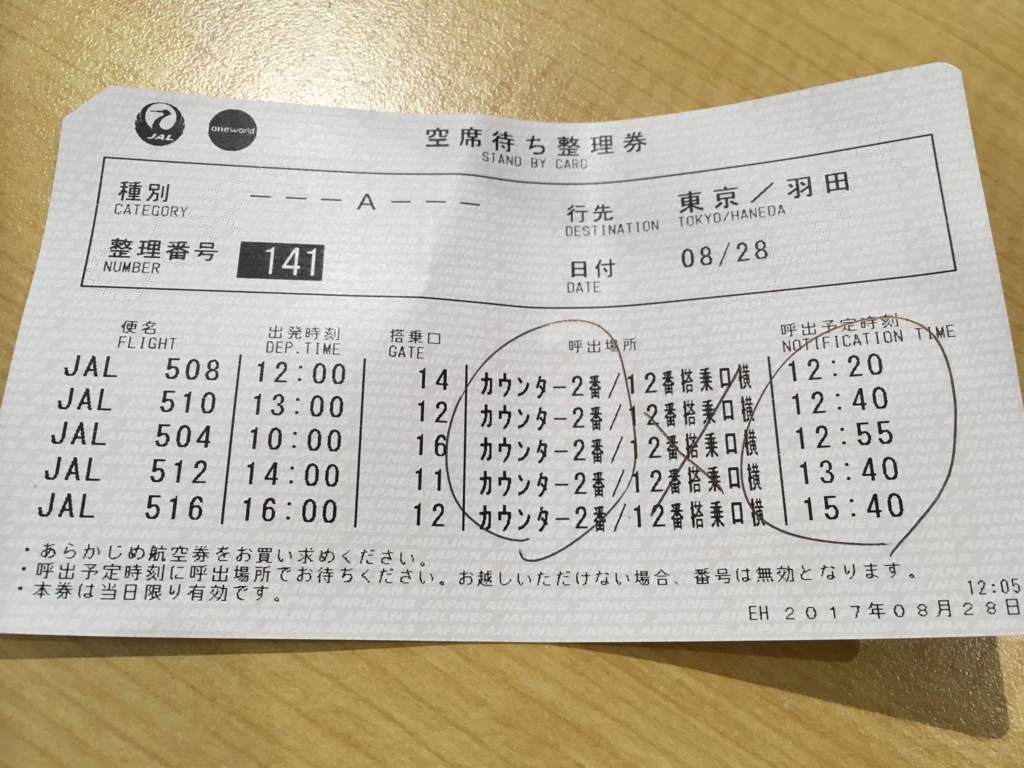 JAL oneworld 空席待ち整理券
STAND BY CARD
種別 －－－A－－－ 行先 東京／羽田
CATEGORY DESTINATION TOKYO/HANEDA
整理番号 141 日付 08/28
NUMBER DATE
便名 出発時刻 搭乗口 呼出場所 呼出予定時刻
FLIGHT DEP.TIME GATE NOTIFICATION TIME
JAL 508 12:00 14 カウンター2番/12番搭乗口横 12:20
JAL 510 13:00 12 カウンター2番/12番搭乗口横 12:40
JAL 504 10:00 16 カウンター2番/12番搭乗口横 12:55
JAL 512 14:00 11 カウンター2番/12番搭乗口横 13:40
JAL 516 16:00 12 カウンター2番/12番搭乗口横 15:40
・あらかじめ航空券をお買い求めください。
・呼出予定時刻に呼出場所でお待ちください。お越しいただけない場合、番号は無効となります。
・本券は当日限り有効です。
12:05
EH ２０１７年０８月２８日